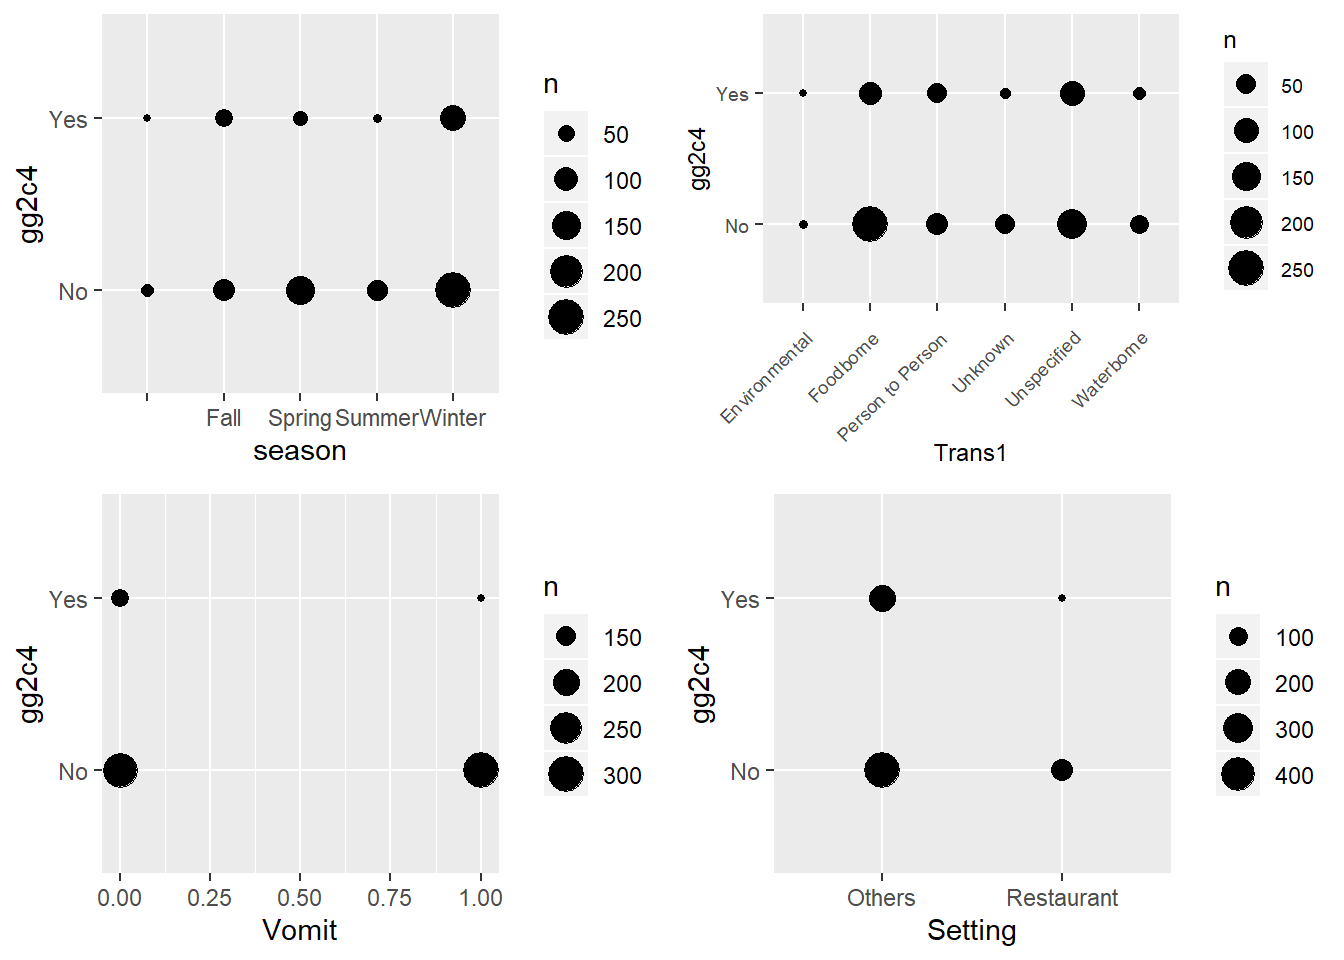 Yes
No
gg2c4
Fall Spring Summer Winter
season
n
50
100
150
200
250
Yes
No
gg2c4
Environmental
Foodborne
Person to Person
Unknown
Unspecified
Waterborne
Trans1
n
50
100
150
200
250
Yes
No
gg2c4
0.00 0.25 0.50 0.75 1.00
Vomit
n
150
200
250
300
Yes
No
gg2c4
Others Restaurant
Setting
n
100
200
300
400